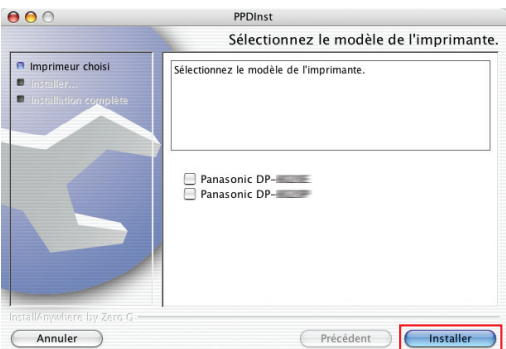 PPDInst
Sélectionnez le modèle de l'imprimante.
Imprimeur choisi
Installer...
Installation complète
Sélectionnez le modèle de l'imprimante.
Panasonic DP-
Panasonic DP-
InstallAnywhere by Zero G
Annuler
Précédent
Installer